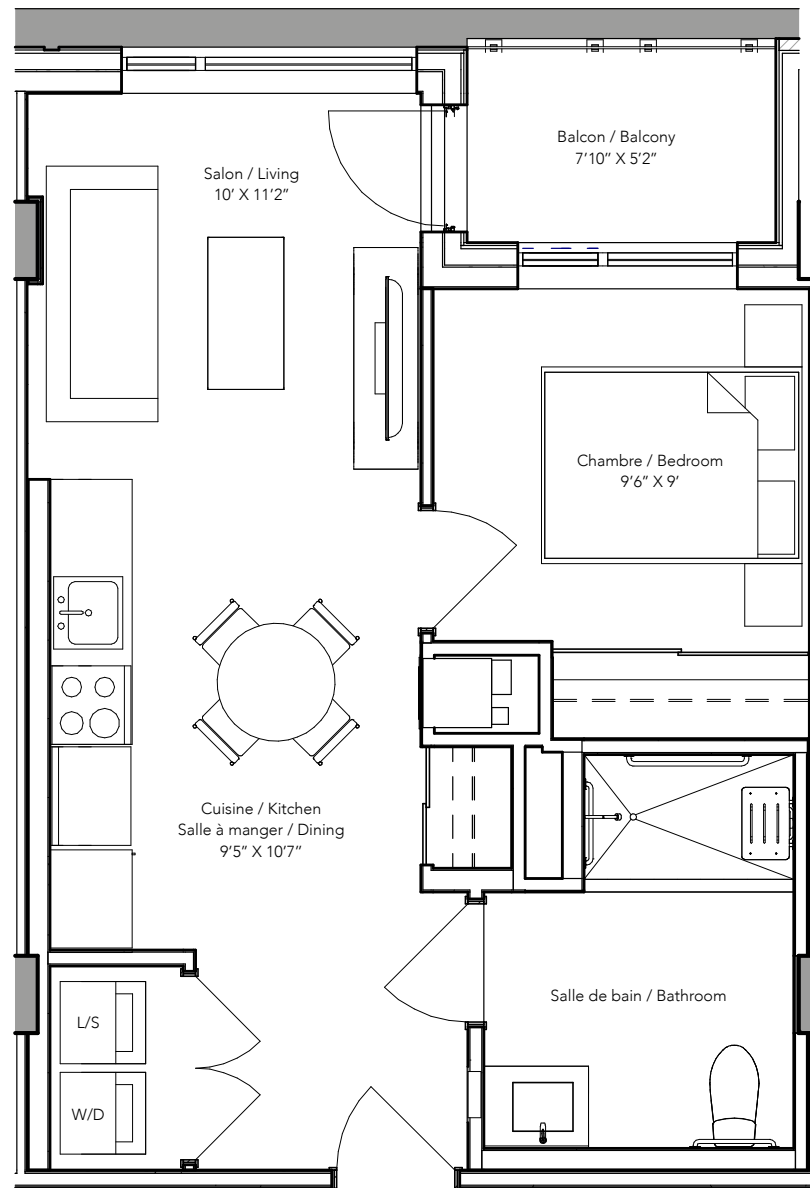 Balcon / Balcony
7'10" X 5'2"
Salon / Living
10' X 11'2"
Chambre / Bedroom
9'6" X 9'
Cuisine / Kitchen
Salle à manger / Dining
9'5" X 10'7"
Salle de bain / Bathroom
L/S
W/D